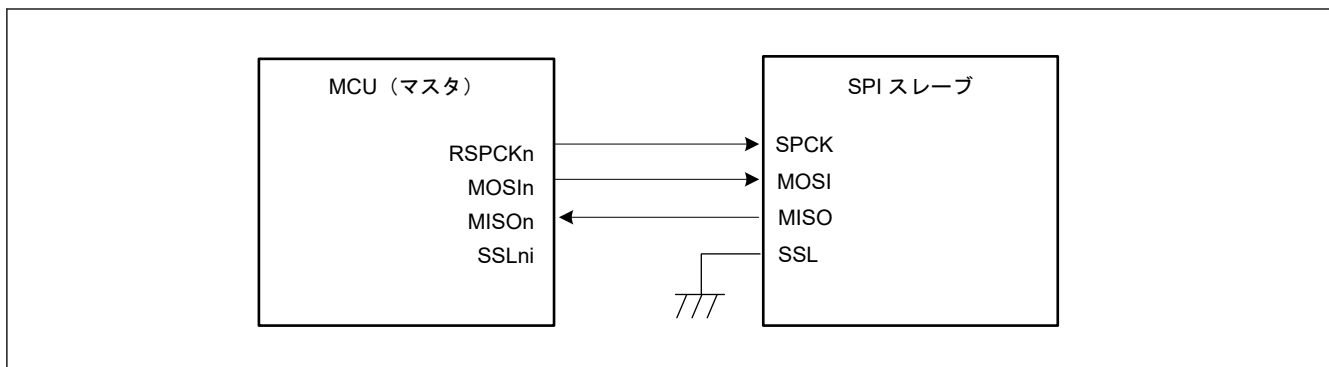 MCU（マスタ）
RSPCKn
MOSIn
MISOn
SSLni
SPI スレーブ
SPCK
MOSI
MISO
SSL